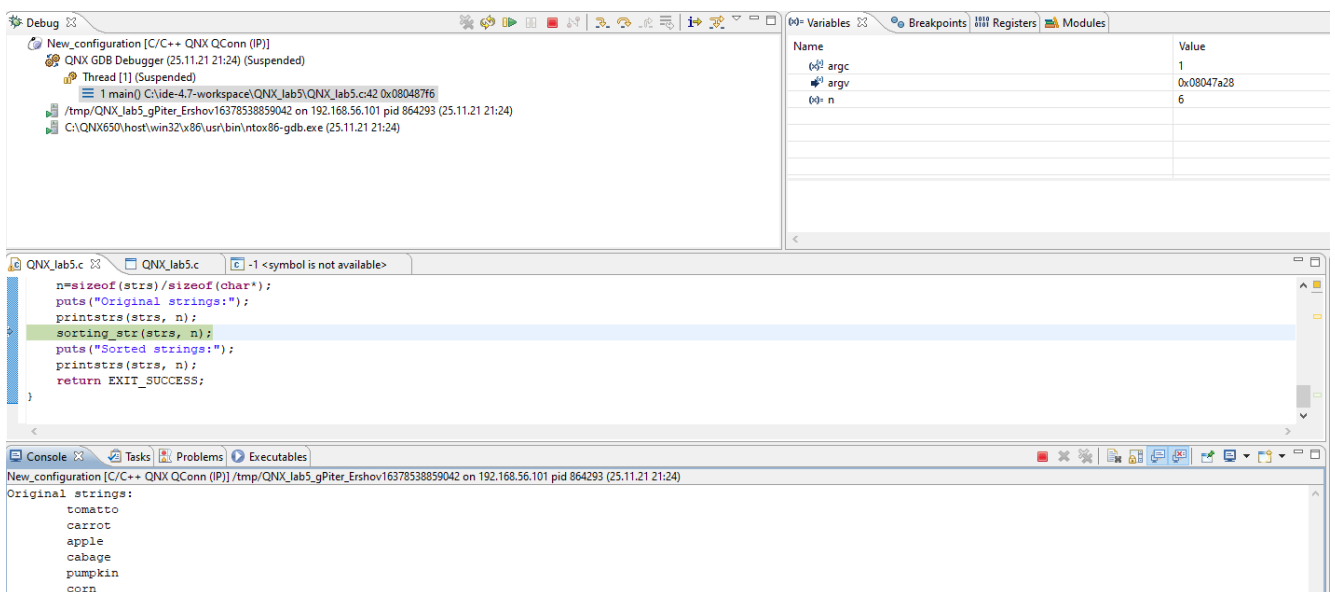 Debug
New_configuration [C/C++ QNX QConn (IP)]
QNX GDB Debugger (25.11.21 21:24) (Suspended)
Thread [1] (Suspended)
1 main() C:\ide-4.7-workspace\QNX_lab5\QNX_lab5.c:42 0x080487f6
/tmp/QNX_lab5_gPiter_Ershov16378538859042 on 192.168.56.101 pid 864293 (25.11.21 21:24)
C:\QNX650\host\win32\x86\usr\bin\ntox86-gdb.exe (25.11.21 21:24)
(x)= Variables Breakpoints Registers Modules
Name Value
argc 1
argv 0x08047a28
(x)= n 6
QNX_lab5.c QNX_lab5.c -1 <symbol is not available>
n=sizeof(strs)/sizeof(char*);
puts("Original strings:");
printstrs(strs, n);
sorting_str(strs, n);
puts("Sorted strings:");
printstrs(strs, n);
return EXIT_SUCCESS;
}
Console Tasks Problems Executables
New_configuration [C/C++ QNX QConn (IP)] /tmp/QNX_lab5_gPiter_Ershov16378538859042 on 192.168.56.101 pid 864293 (25.11.21 21:24)
Original strings:
tomatto
carrot
apple
cabage
pumpkin
corn